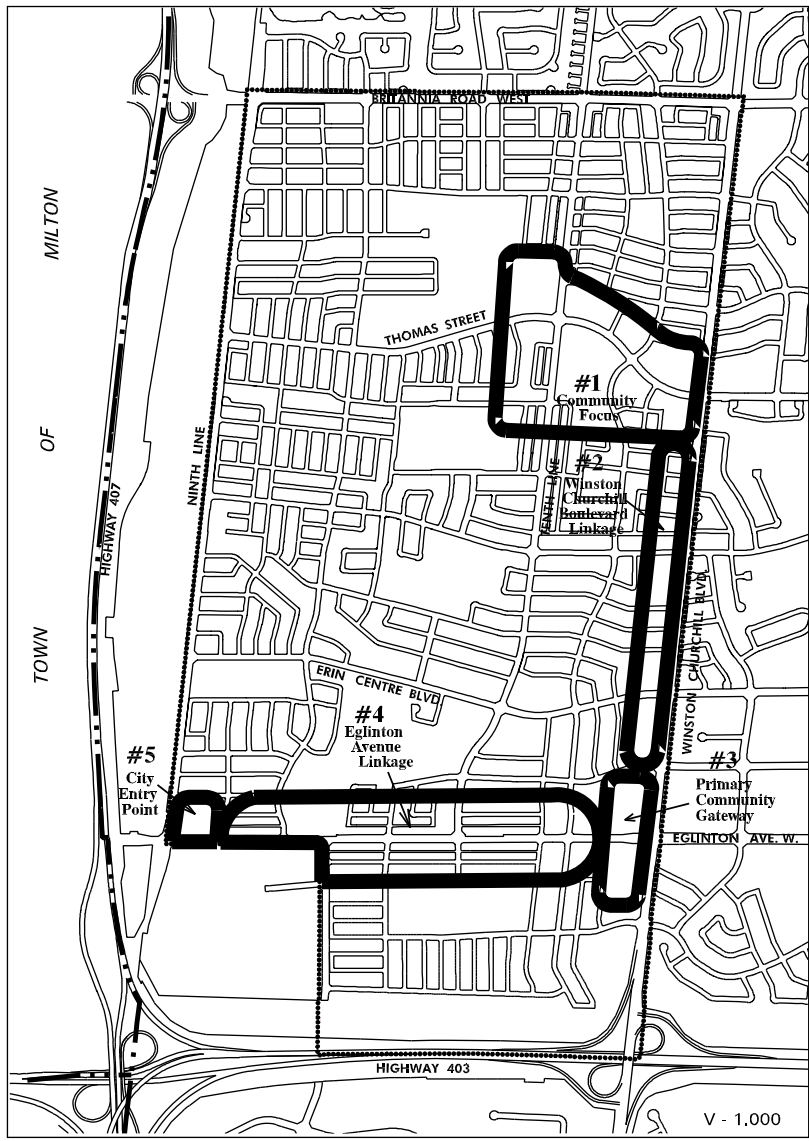 BRITANNIA ROAD WEST
MILTON
OF
TOWN
THOMAS STREET
#1
Community
Focus
NINTH LINE
HIGHWAY 407
#2
Winston
Churchill
Boulevard
Linkage
TENTH LINE
WINSTON CHURCHILL BLVD.
ERIN CENTRE BLVD
#4
Eglinton
Avenue
Linkage
#5
City
Entry
Point
#3
Primary
Community
Gateway
EGLINTON AVE. W.
HIGHWAY 403
V - 1.000